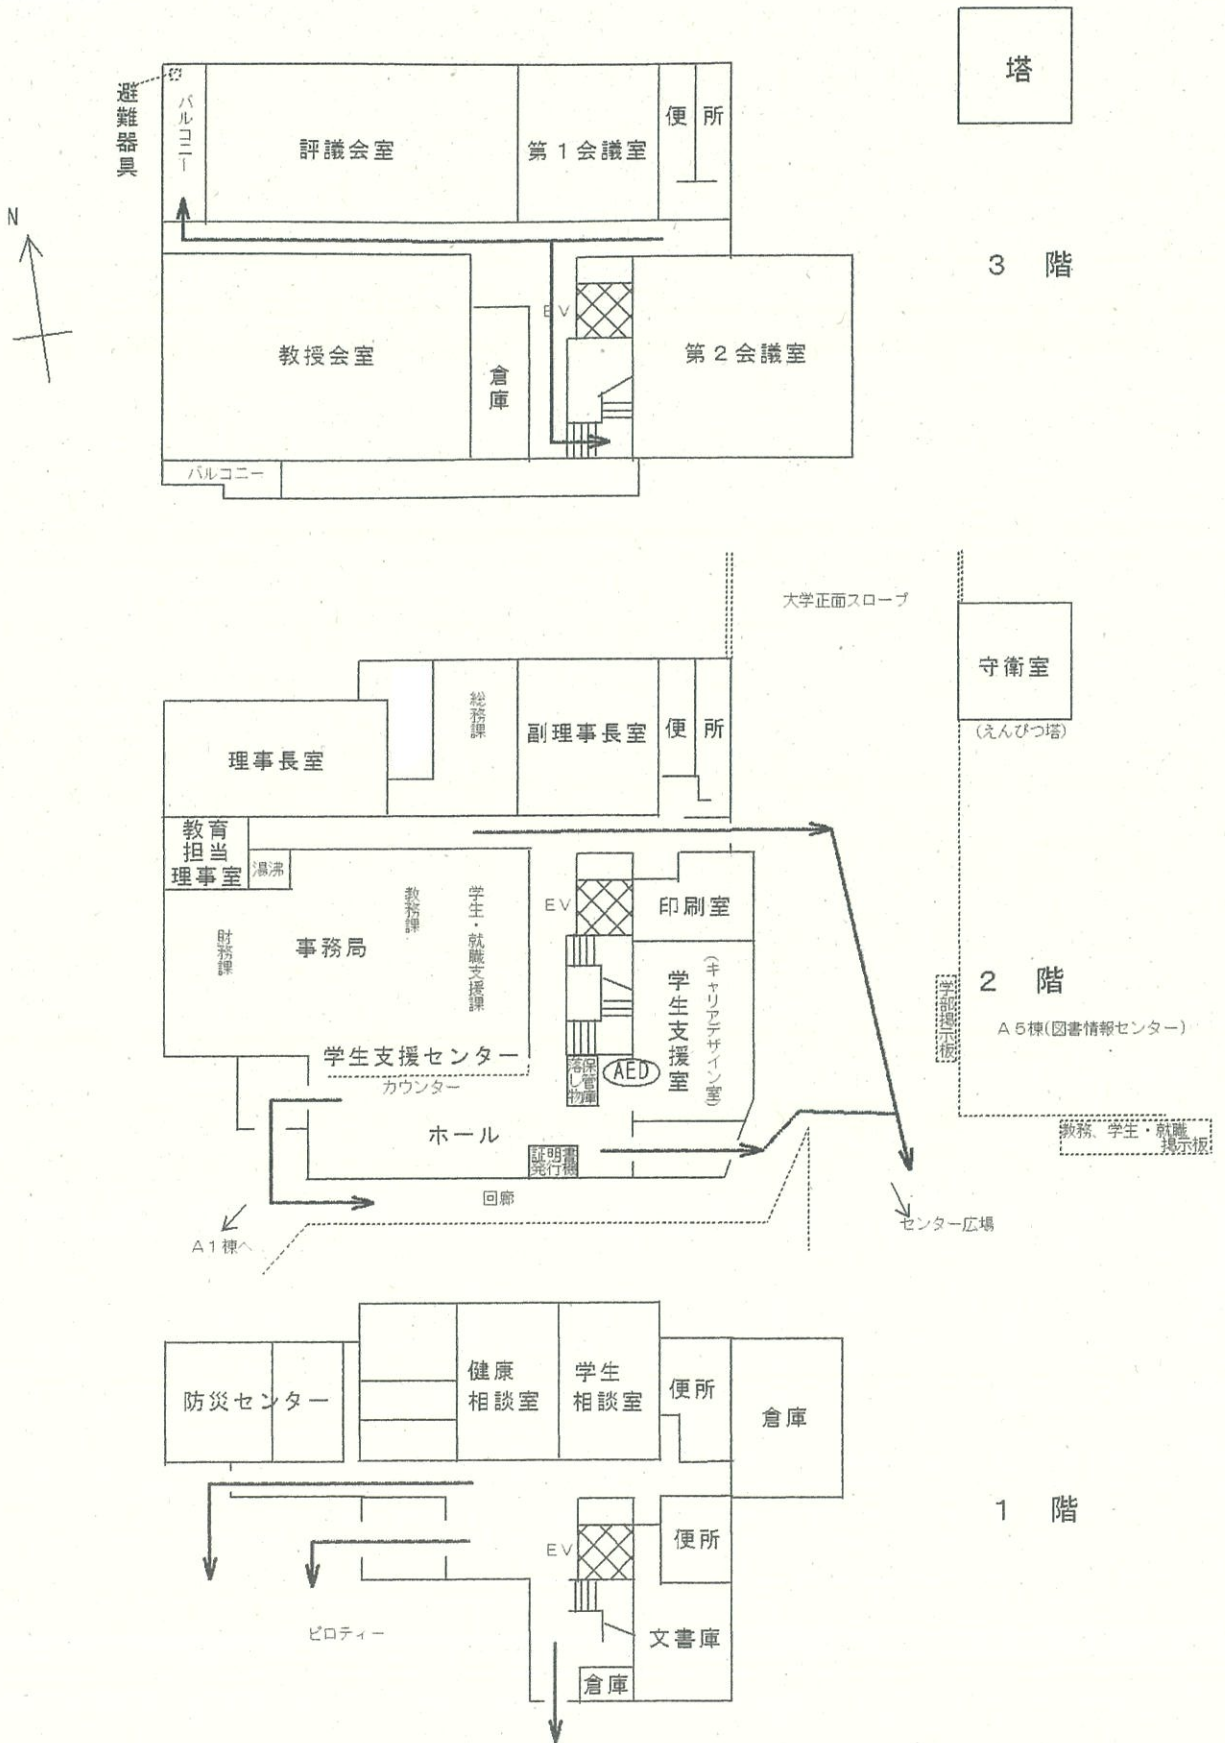 塔
避難器具
バルコニー
評議会室
第1会議室
便 所
N
3 階
EV
教授会室
倉庫
第2会議室
バルコニー
大学正面スロープ
守衛室
(えんぴつ塔)
総務課
副理事長室
便 所
理事長室
教育
担当
理事室
湯沸
教務課
学生・就職支援課
EV
印刷室
財務課
事務局
学生支援室
(キャリアデザイン室)
学部掲示板
2 階
A5棟(図書情報センター)
学生支援センター
カウンター
落し物
保管庫
AED
ホール
証明書
発行機
教務、学生・就職
掲示板
回廊
A1棟へ
センター広場
防災センター
健康
相談室
学生
相談室
便所
倉庫
1 階
EV
便所
ピロティー
文書庫
倉庫